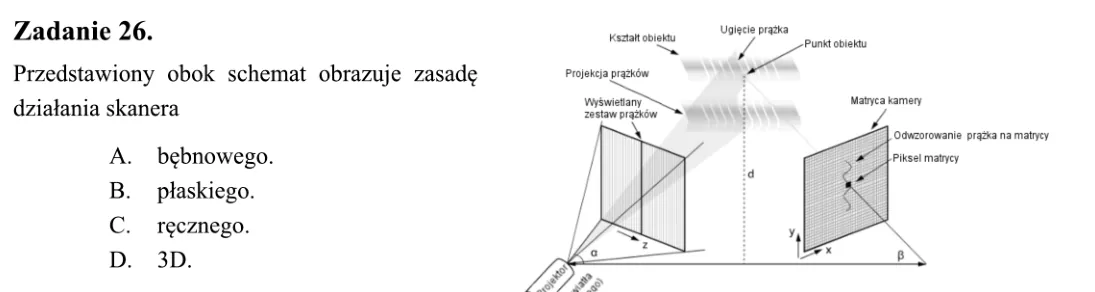 Zadanie 26.
Przedstawiony obok schemat obrazuje zasadę
działania skanera
A. bębnowego.
B. płaskiego.
C. ręcznego.
D. 3D.
Ugięcie prążka
Kształt obiektu
Punkt obiektu
Projekcja prążków
Wyświetlany
zestaw prążków
Matryca kamery
Odwzorowanie prążka na matrycy
Piksel matrycy
d
z
α
y
x
β
Projektor